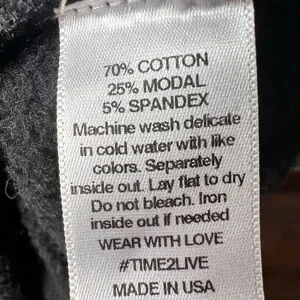 70% COTTON
25% MODAL
5% SPANDEX
Machine wash delicate
in cold water with like
colors. Separately
inside out. Lay flat to dry
Do not bleach. Iron
inside out if needed
WEAR WITH LOVE
#TIME2LIVE
MADE IN USA